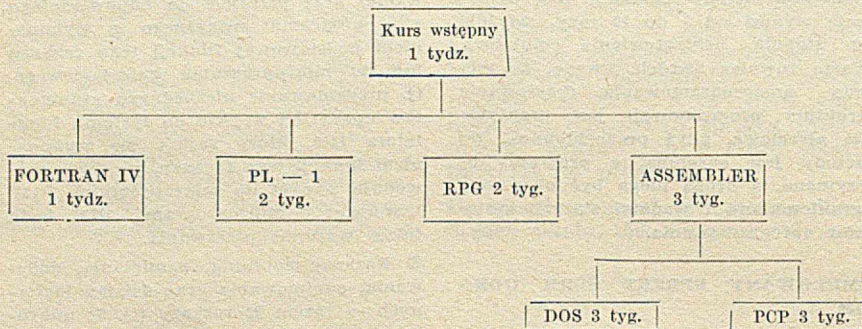 Kurs wstępny
1 tydz.
FORTRAN IV
1 tydz.
PL — 1
2 tyg.
RPG 2 tyg.
ASSEMBLER
3 tyg.
DOS 3 tyg.
PCP 3 tyg.